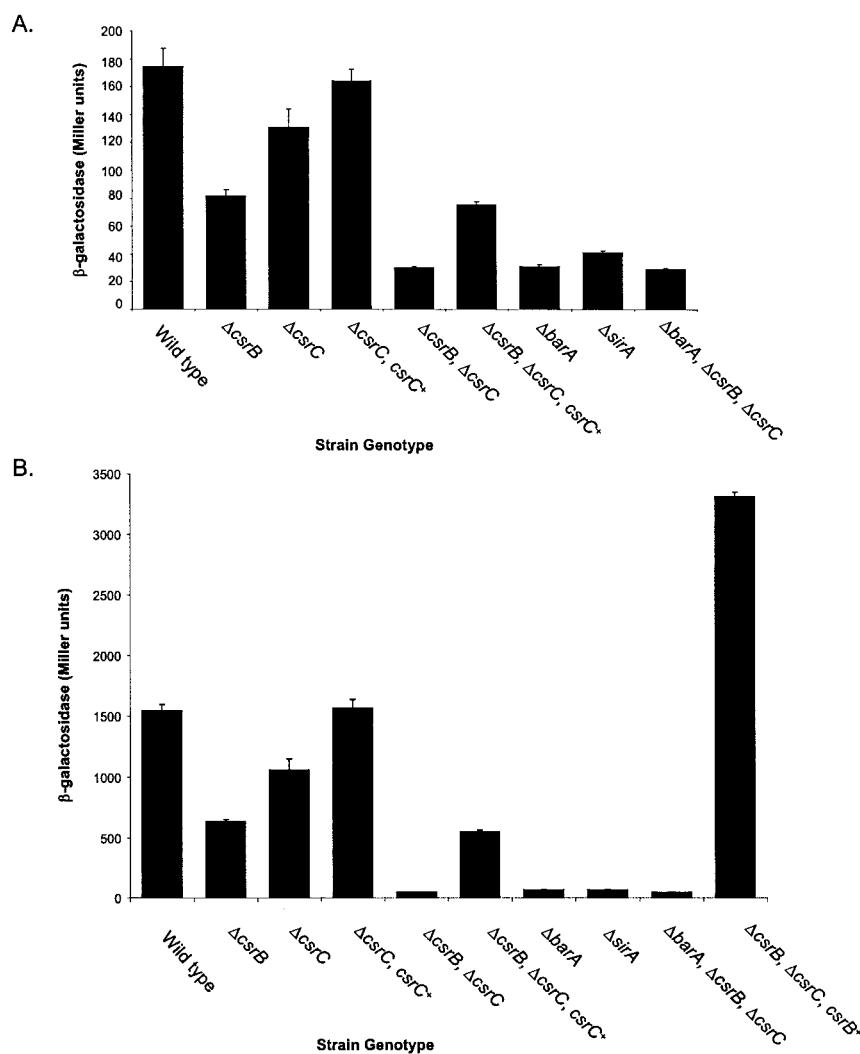 A.
β-galactosidase (Miller units)
200
180
160
140
120
100
80
60
40
20
0
Wild type
ΔcsrB
ΔcsrC
ΔcsrC, csrC⁺
ΔcsrB, ΔcsrC
ΔcsrB, ΔcsrC, csrC⁺
ΔbarA
ΔsirA
ΔbarA, ΔcsrB, ΔcsrC
Strain Genotype
B.
β-galactosidase (Miller units)
3500
3000
2500
2000
1500
1000
500
0
Wild type
ΔcsrB
ΔcsrC
ΔcsrC, csrC⁺
ΔcsrB, ΔcsrC
ΔcsrB, ΔcsrC, csrC⁺
ΔbarA
ΔsirA
ΔbarA, ΔcsrB, ΔcsrC
ΔcsrB, ΔcsrC, csrB⁺
Strain Genotype